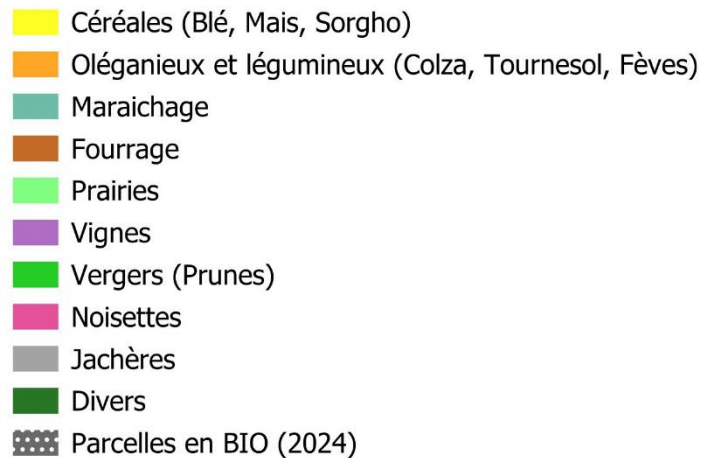 Céréales (Blé, Mais, Sorgho)
Oléganieux et légumineux (Colza, Tournesol, Fèves)
Maraichage
Fourrage
Prairies
Vignes
Vergers (Prunes)
Noisettes
Jachères
Divers
Parcelles en BIO (2024)